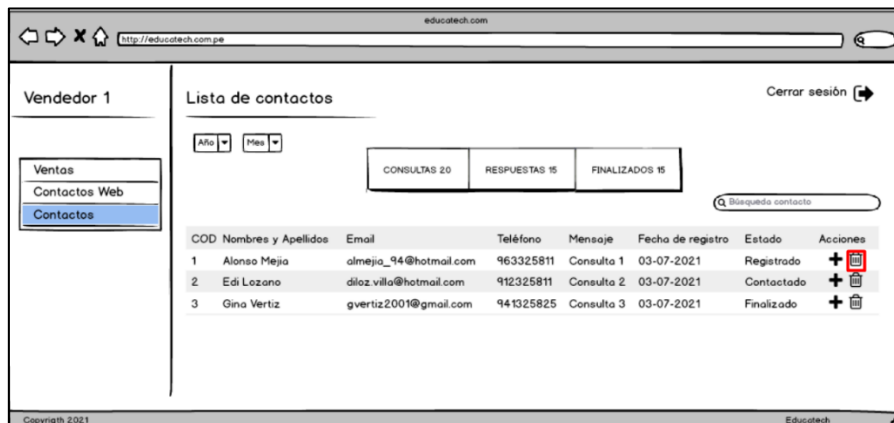 educatech.com
http://educatech.com.pe
Vendedor 1
Ventas
Contactos Web
Contactos
Lista de contactos
Cerrar sesión
Año Mes
CONSULTAS 20 RESPUESTAS 15 FINALIZADOS 15
Búsqueda contacto
COD Nombres y Apellidos Email Teléfono Mensaje Fecha de registro Estado Acciones
1 Alonso Mejia almejia_94@hotmail.com 963325811 Consulta 1 03-07-2021 Registrado
2 Edi Lozano diloz.villa@hotmail.com 912325811 Consulta 2 03-07-2021 Contactado
3 Gina Vertiz gvertiz2001@gmail.com 941325825 Consulta 3 03-07-2021 Finalizado
Copyrigth 2021 Educatech